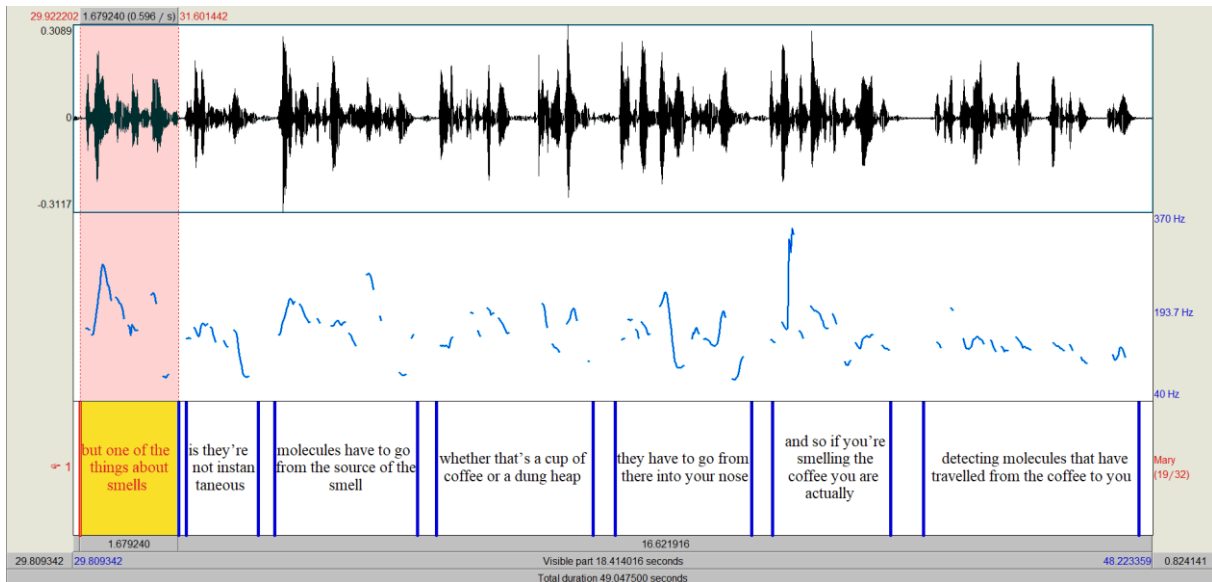 29.922202 1.679240 (0.596 / s) 31.601442
0.3089
0
-0.3117
370 Hz
193.7 Hz
40 Hz
☞ 1
but one of the
things about
smells
is they're
not instan
taneous
molecules have to go
from the source of the
smell
whether that's a cup of
coffee or a dung heap
they have to go from
there into your nose
and so if you're
smelling the
coffee you are
actually
detecting molecules that have
travelled from the coffee to you
Mary
(19/32)
1.679240 16.621916
29.809342 29.809342 Visible part 18.414016 seconds 48.223359 0.824141
Total duration 49.047500 seconds